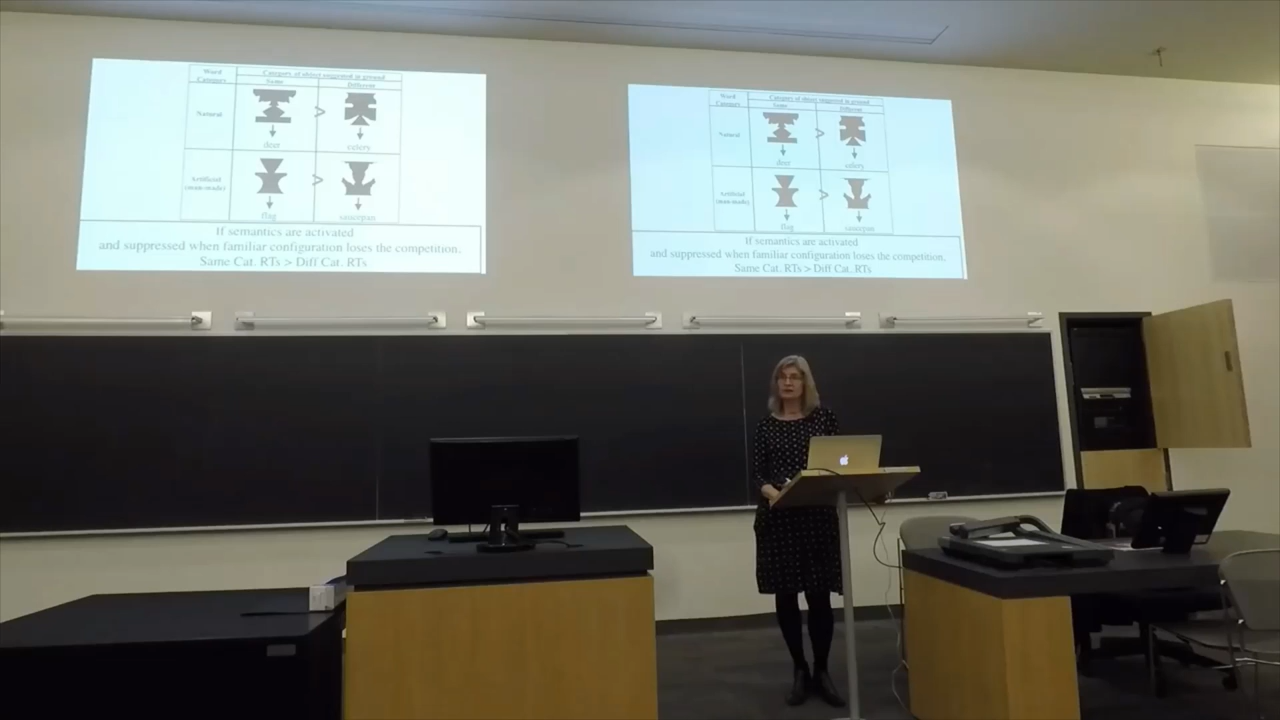 Word Category of object suggested in ground
Category Same Different
Natural > 
deer celery
Artificial
(man-made) >
flag saucepan
If semantics are activated
and suppressed when familiar configuration loses the competition,
Same Cat. RTs > Diff Cat. RTs
Word Category of object suggested in ground
Category Same Different
Natural >
deer celery
Artificial
(man-made) >
flag saucepan
If semantics are activated
and suppressed when familiar configuration loses the competition,
Same Cat. RTs > Diff Cat. RTs